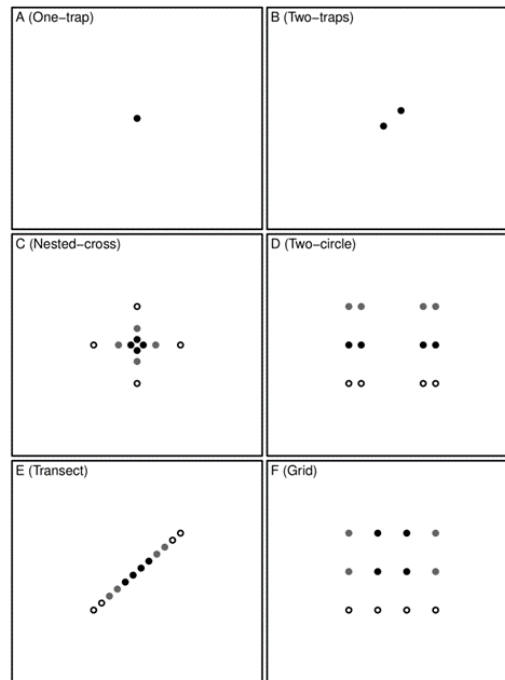 A (One-trap)
B (Two-traps)
C (Nested-cross)
D (Two-circle)
E (Transect)
F (Grid)